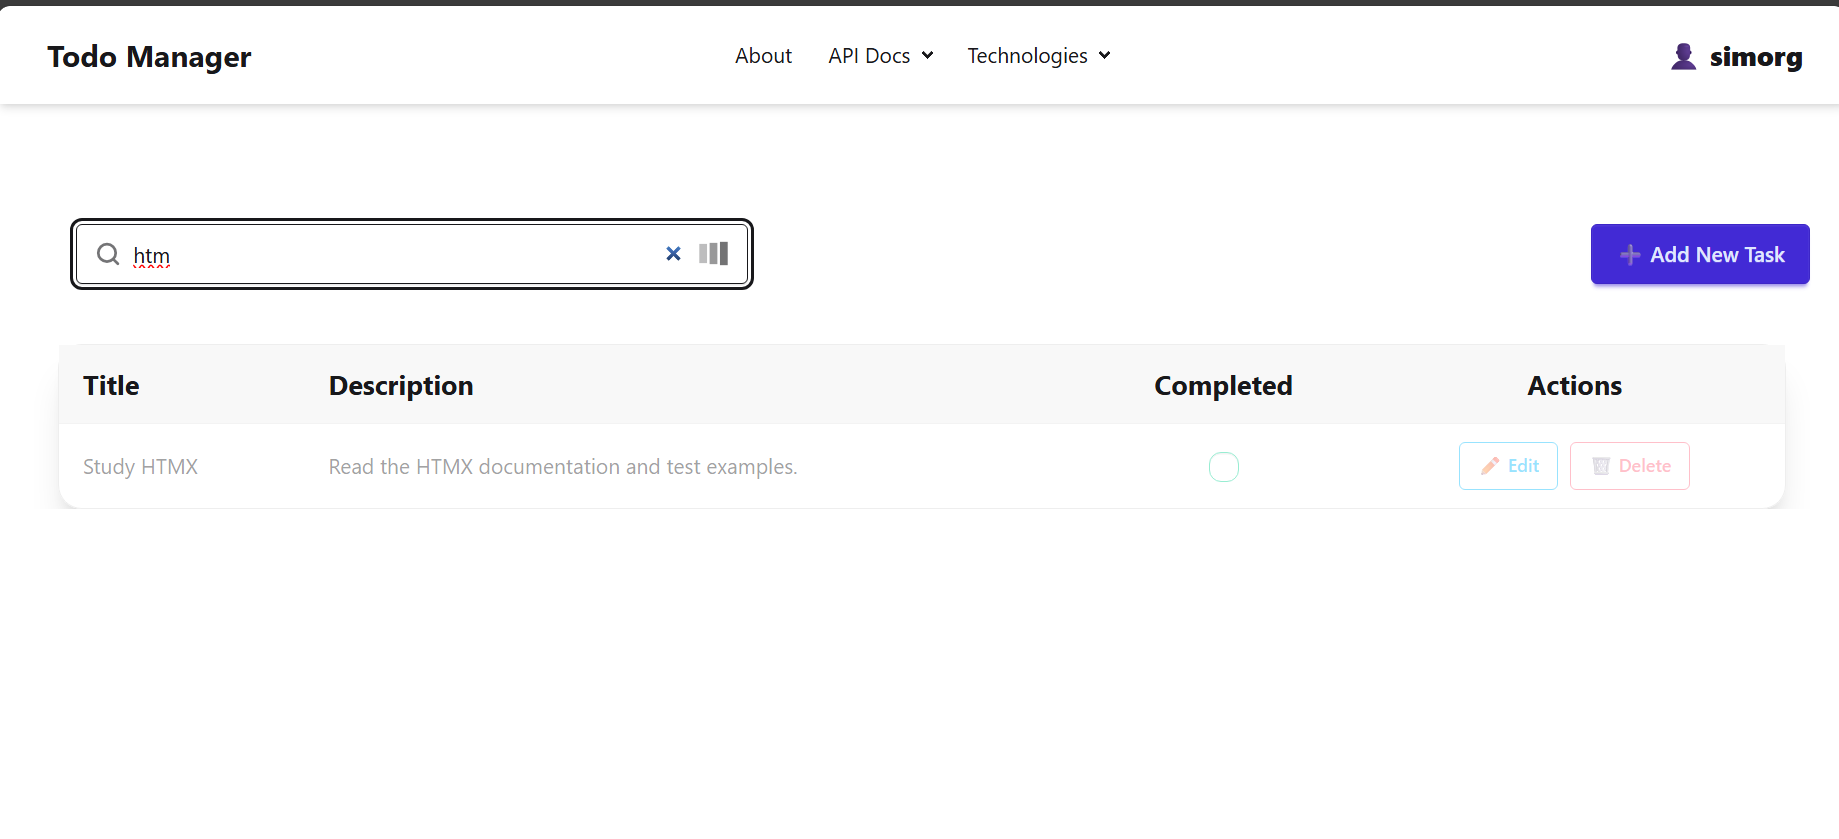 Todo Manager
About API Docs Technologies
simorg
htm
Add New Task
Title Description Completed Actions
Study HTMX Read the HTMX documentation and test examples. Edit Delete